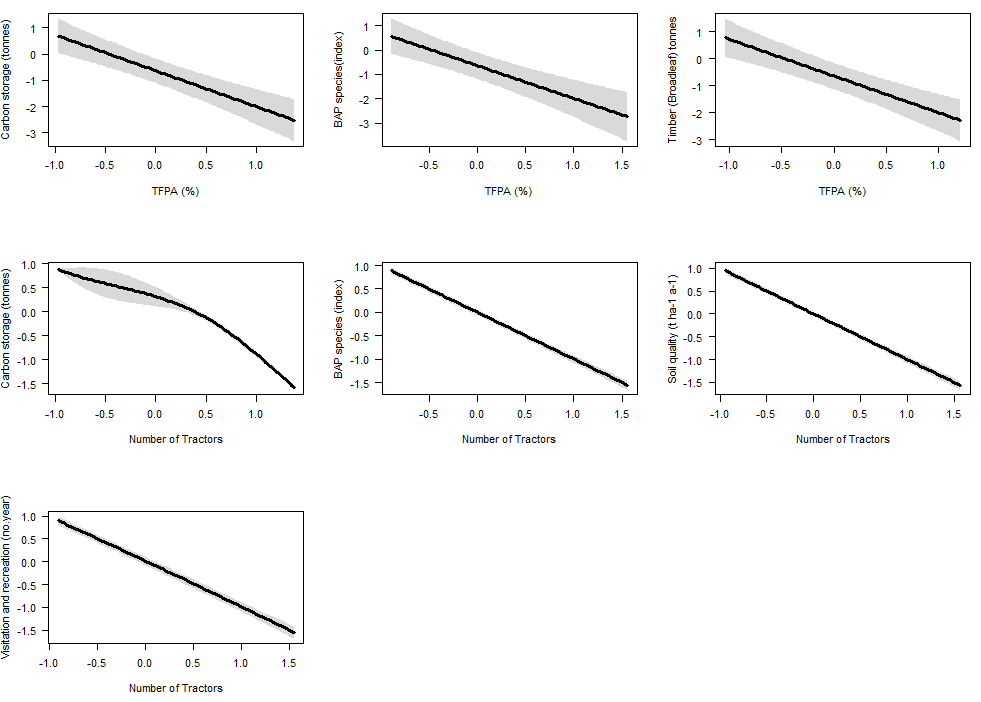 Carbon storage (tonnes)
1
0
-1
-2
-3
-1.0 -0.5 0.0 0.5 1.0
TFPA (%)
BAP species(index)
1
0
-1
-2
-3
-0.5 0.0 0.5 1.0 1.5
TFPA (%)
Timber (Broadleaf) tonnes
1
0
-1
-2
-3
-1.0 -0.5 0.0 0.5 1.0
TFPA (%)
Carbon storage (tonnes)
1.0
0.5
0.0
-0.5
-1.0
-1.5
-1.0 -0.5 0.0 0.5 1.0
Number of Tractors
BAP species (index)
1.0
0.5
0.0
-0.5
-1.0
-1.5
-0.5 0.0 0.5 1.0 1.5
Number of Tractors
Soil quality (t ha-1 a-1)
1.0
0.5
0.0
-0.5
-1.0
-1.5
-1.0 -0.5 0.0 0.5 1.0 1.5
Number of Tractors
Visitation and recreation (no.year)
1.0
0.5
0.0
-0.5
-1.0
-1.5
-1.0 -0.5 0.0 0.5 1.0 1.5
Number of Tractors